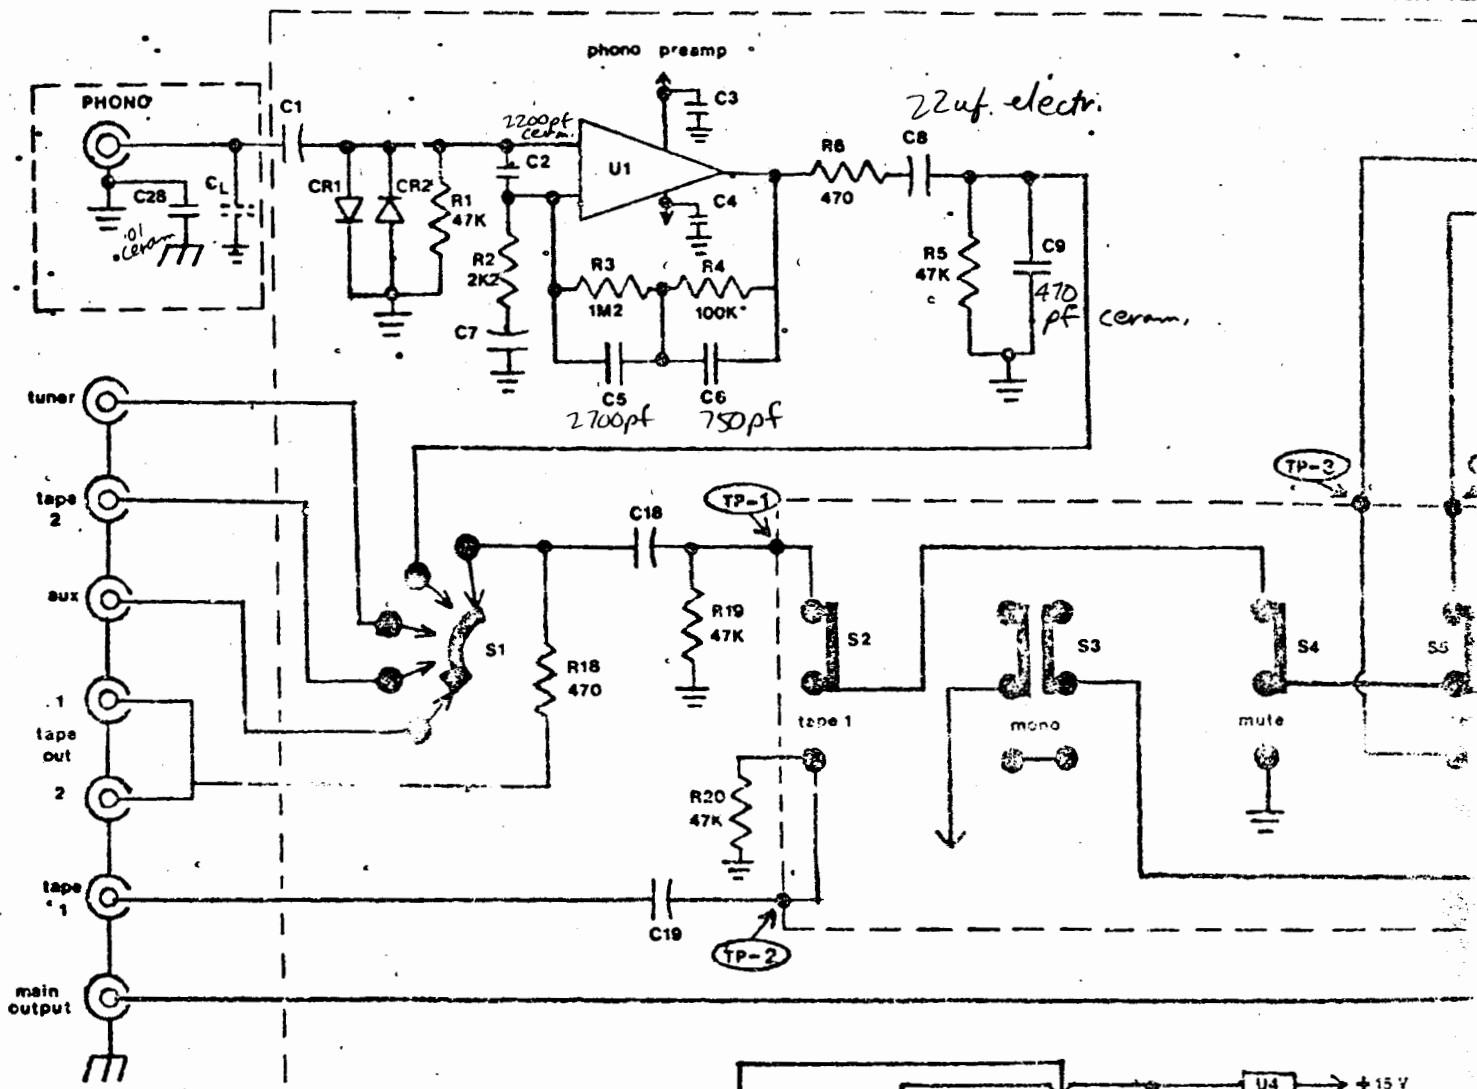 phono preamp
PHONO
C1
C3
22uf. electr.
2200pf
ceram.
C2
U1
R6
470
C8
C28
CL
.01
ceram
CR1
CR2
R1
47K
C4
R2
2K2
R3
1M2
R4
100K
R5
47K
C9
470
pf ceram.
C7
C5
2700pf
C6
750pf
tuner
tape
2
TP-1
C18
TP-3
aux
S1
R18
470
R19
47K
S2
S3
S4
S5
1
tape
out
2
tape 1
mono
mute
R20
47K
tape
1
C19
TP-2
main
output
U4
+15 V